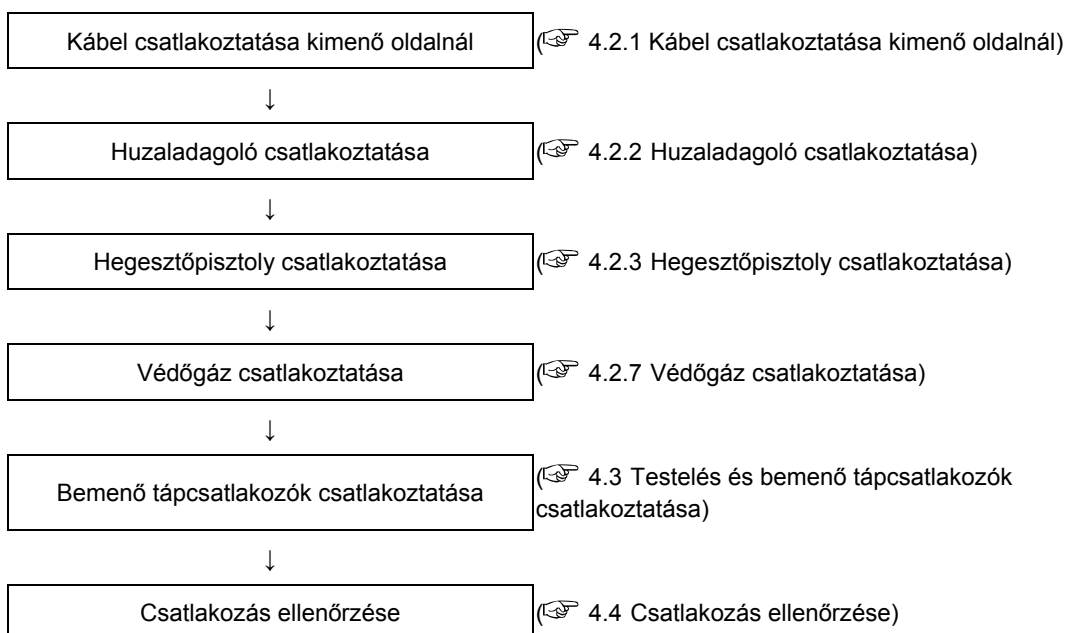 Kábel csatlakoztatása kimenő oldalnál (☞ 4.2.1 Kábel csatlakoztatása kimenő oldalnál)
↓
Huzaladagoló csatlakoztatása (☞ 4.2.2 Huzaladagoló csatlakoztatása)
↓
Hegesztőpisztoly csatlakoztatása (☞ 4.2.3 Hegesztőpisztoly csatlakoztatása)
↓
Védőgáz csatlakoztatása (☞ 4.2.7 Védőgáz csatlakoztatása)
↓
Bemenő tápcsatlakozók csatlakoztatása (☞ 4.3 Testelés és bemenő tápcsatlakozók
csatlakoztatása)
↓
Csatlakozás ellenőrzése (☞ 4.4 Csatlakozás ellenőrzése)